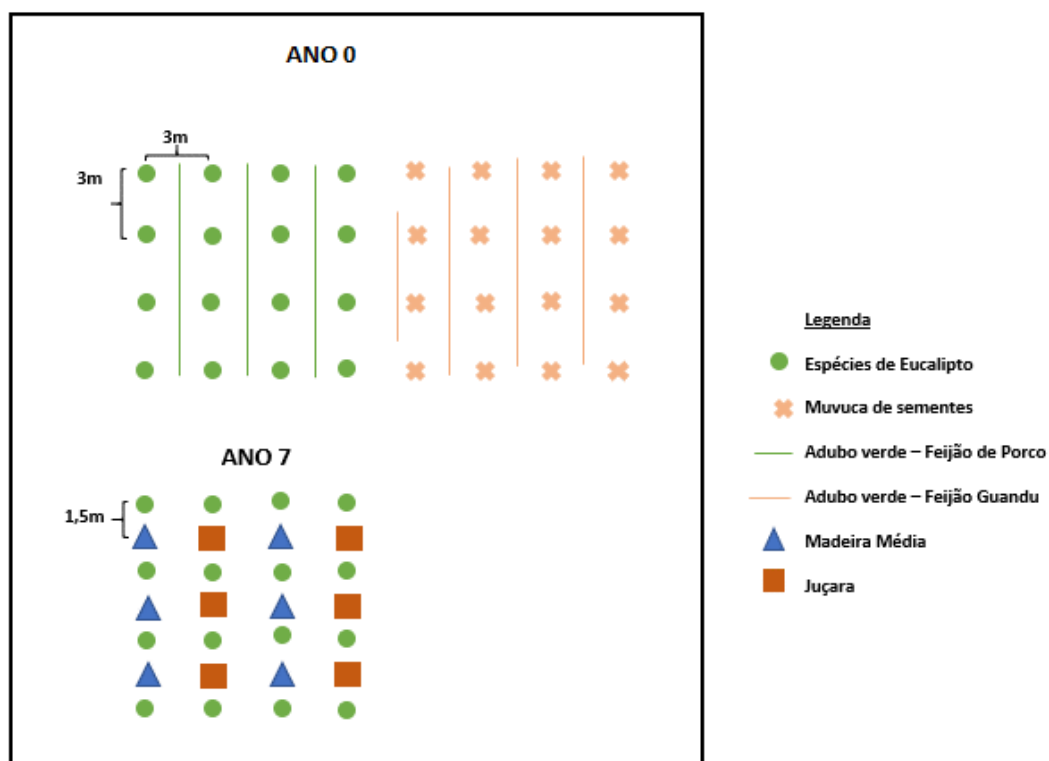 ANO 0
3m
3m
ANO 7
1,5m
Legenda
Espécies de Eucalipto
Muvuca de sementes
Adubo verde – Feijão de Porco
Adubo verde – Feijão Guandu
Madeira Média
Juçara